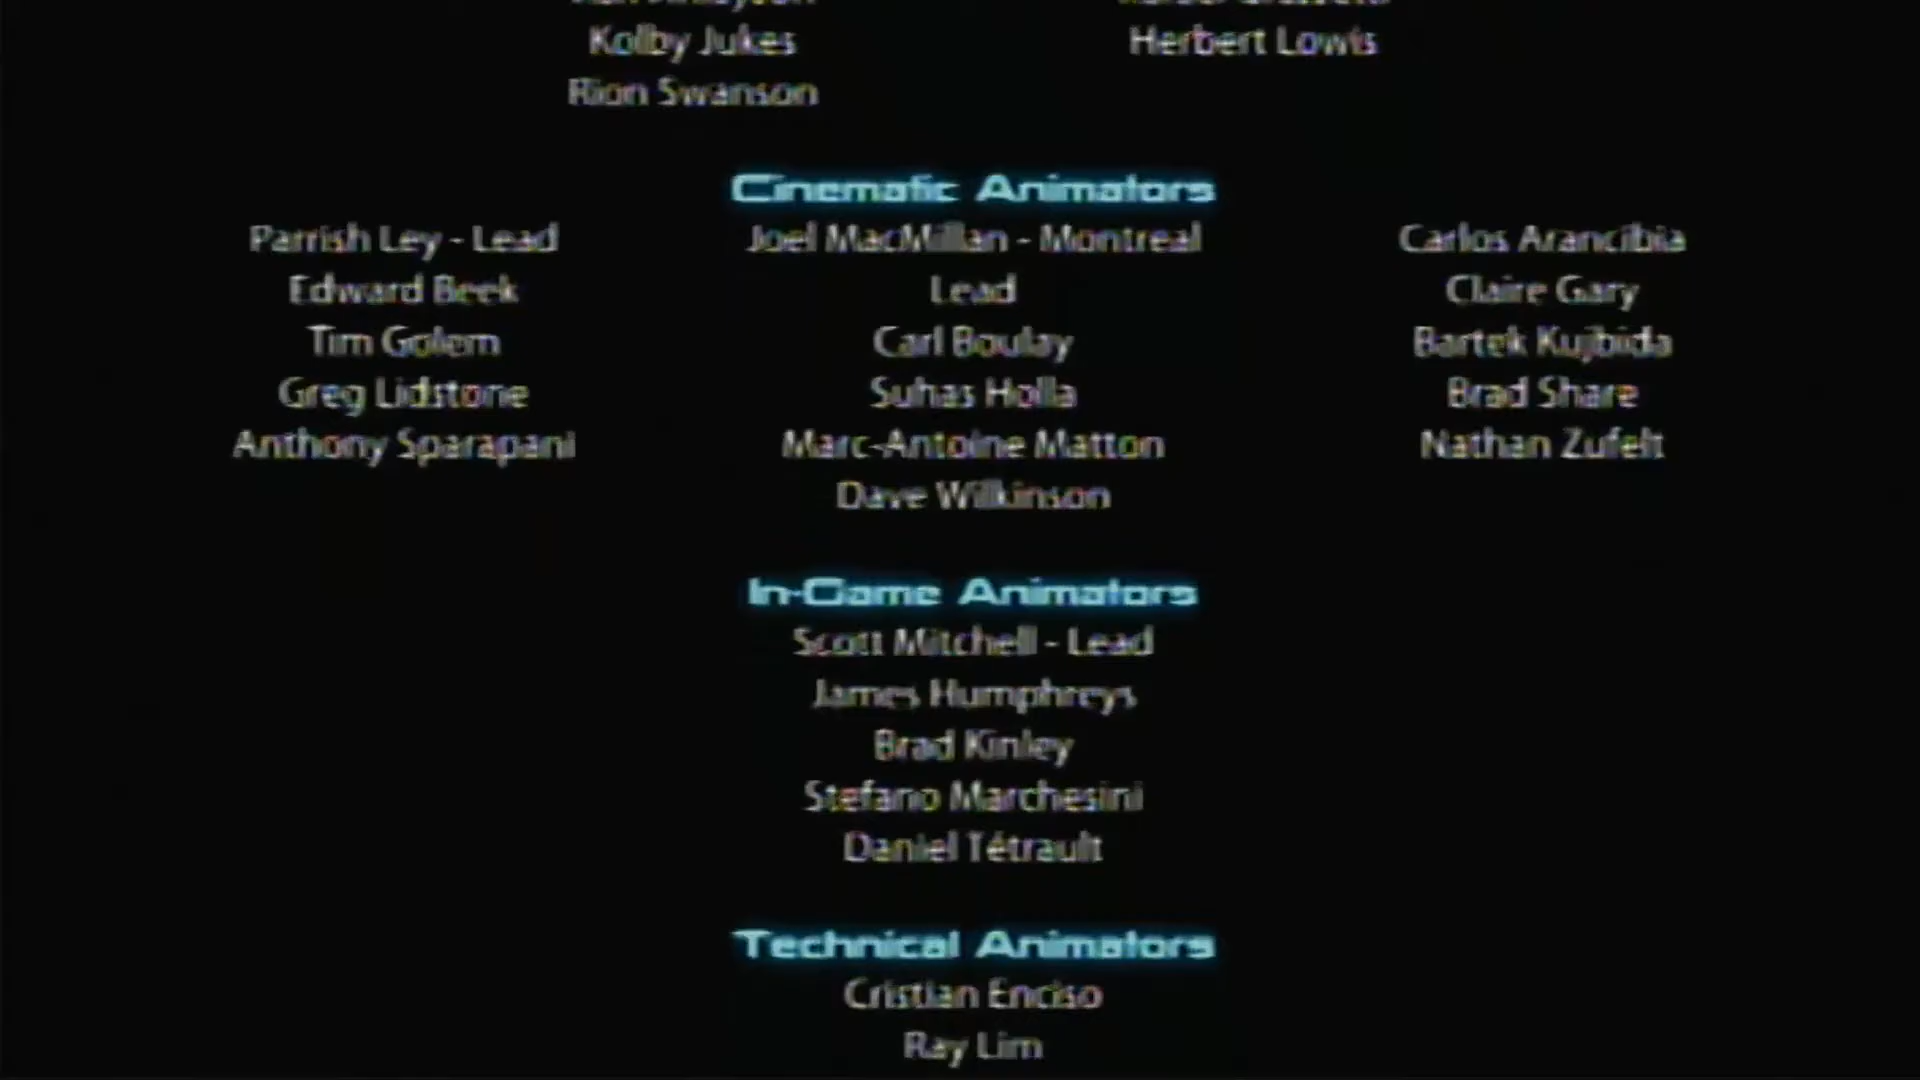 Kolby Jukes
Herbert Lowis
Rion Swanson
Cinematic Animators
Parrish Ley - Lead
Edward Beek
Tim Golem
Greg Lidstone
Anthony Sparapani
Joel MacMillan - Montreal
Lead
Carl Boulay
Suhas Holla
Marc-Antoine Matton
Dave Wilkinson
Carlos Arancibia
Claire Gary
Bartek Kujbida
Brad Share
Nathan Zufelt
In-Game Animators
Scott Mitchell - Lead
James Humphreys
Brad Kinley
Stefano Marchesini
Daniel Tétrault
Technical Animators
Cristian Enciso
Ray Lim